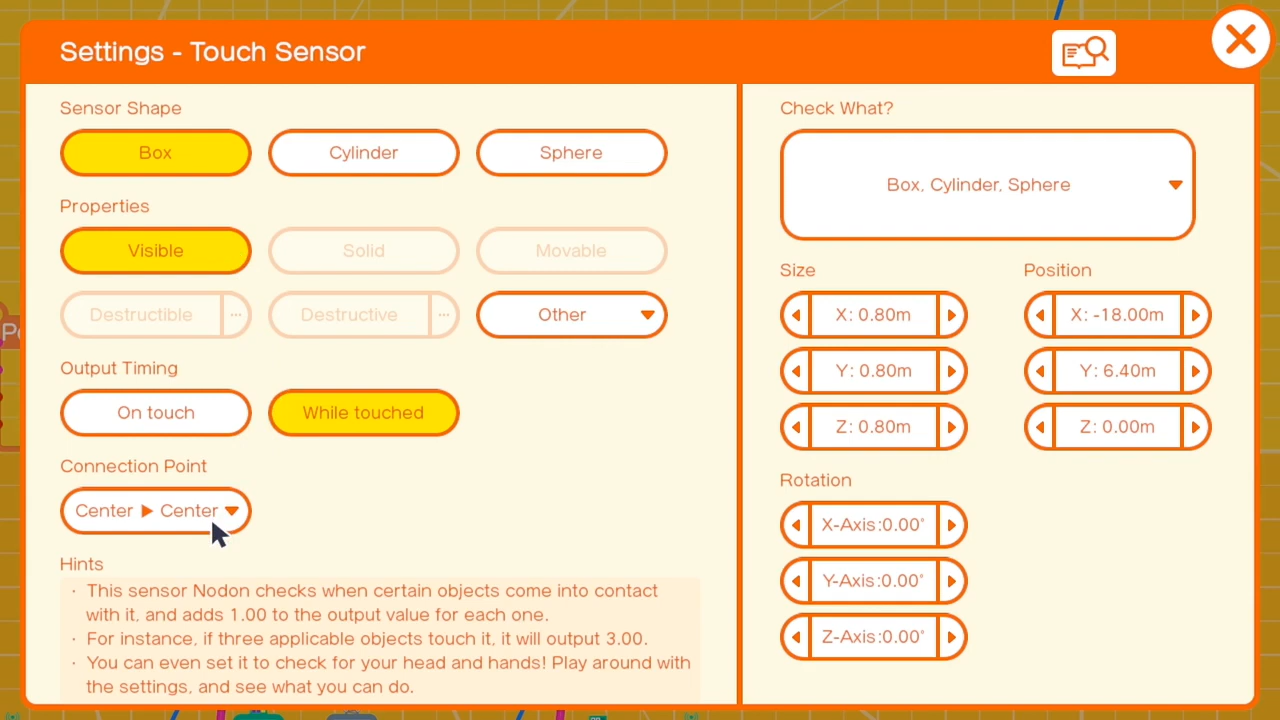 Settings - Touch Sensor
Sensor Shape
Box
Cylinder
Sphere
Properties
Visible
Solid
Movable
Destructible ...
Destructive ...
Other
Output Timing
On touch
While touched
Connection Point
Center ▶ Center
Hints
· This sensor Nodon checks when certain objects come into contact
with it, and adds 1.00 to the output value for each one.
· For instance, if three applicable objects touch it, it will output 3.00.
· You can even set it to check for your head and hands! Play around with
the settings, and see what you can do.
Check What?
Box, Cylinder, Sphere
Size
X: 0.80m
Y: 0.80m
Z: 0.80m
Position
X: -18.00m
Y: 6.40m
Z: 0.00m
Rotation
X-Axis:0.00°
Y-Axis:0.00°
Z-Axis:0.00°